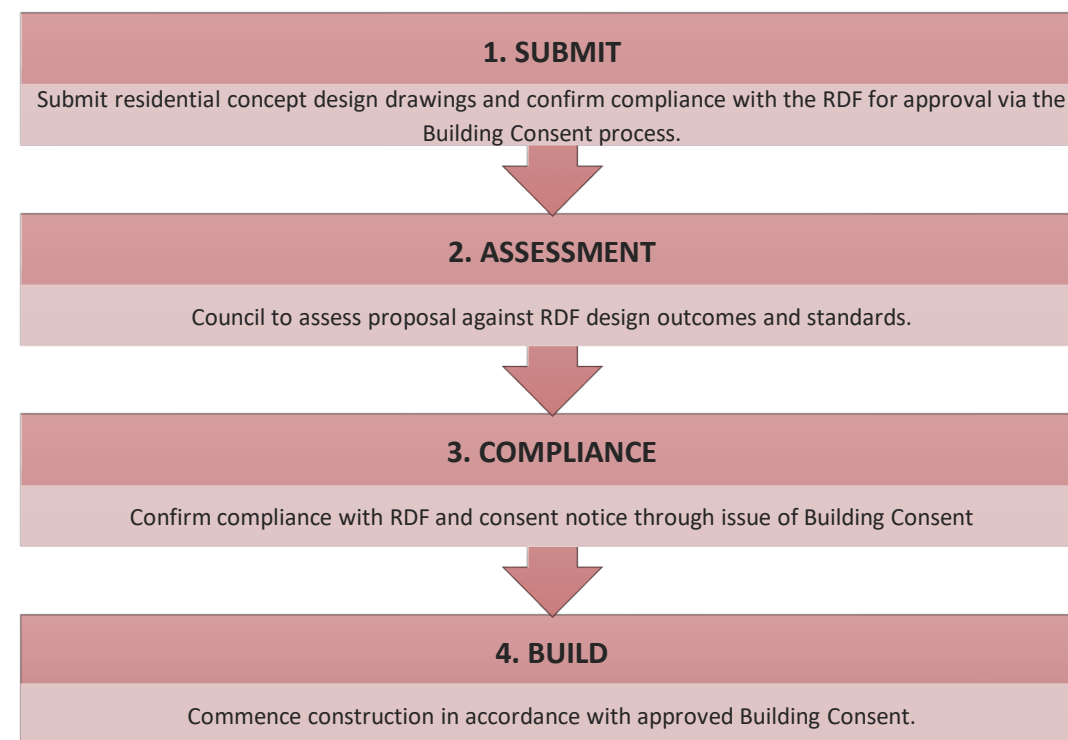 1. SUBMIT
Submit residential concept design drawings and confirm compliance with the RDF for approval via the
Building Consent process.
2. ASSESSMENT
Council to assess proposal against RDF design outcomes and standards.
3. COMPLIANCE
Confirm compliance with RDF and consent notice through issue of Building Consent
4. BUILD
Commence construction in accordance with approved Building Consent.